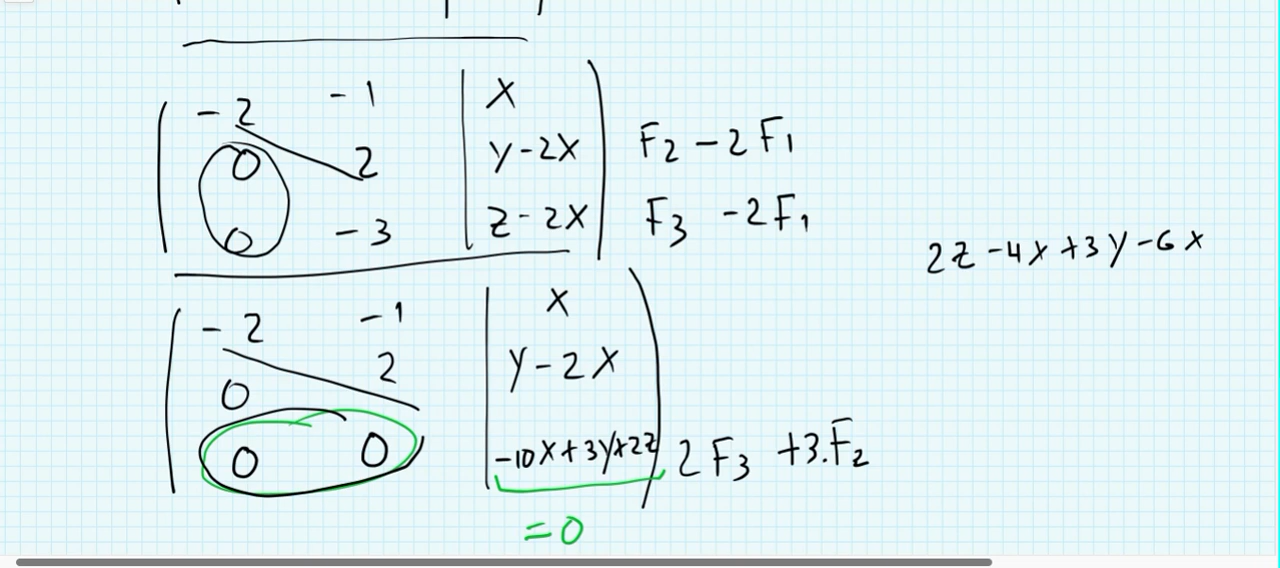 -2 -1 | x
0 2 | y-2x F2 -2F1
0 -3 | z-2x F3 -2F1
2z -4x +3y -6x
-2 -1 | x
0 2 | y-2x
0 0 | -10x+3y+2z 2F3 +3.F2
=0